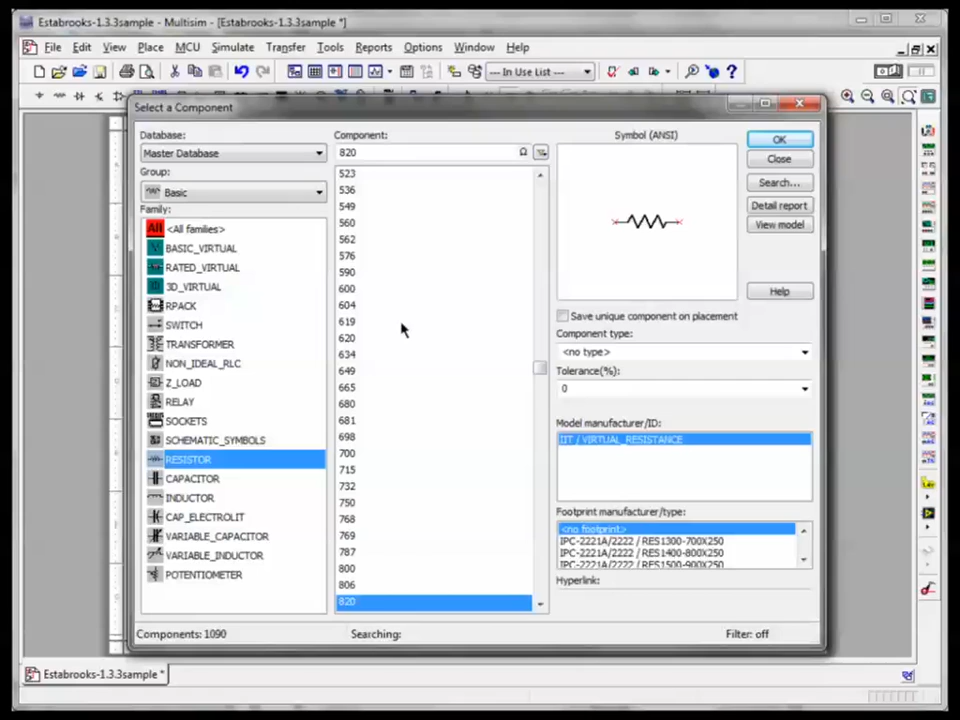 Estabrooks-1.3.3sample - Multisim - [Estabrooks-1.3.3sample *]
File Edit View Place MCU Simulate Transfer Tools Reports Options Window Help
--- In Use List ---
Select a Component
Database:
Master Database
Group:
Basic
Family:
All <All families>
BASIC_VIRTUAL
RATED_VIRTUAL
3D_VIRTUAL
RPACK
SWITCH
TRANSFORMER
NON_IDEAL_RLC
Z_LOAD
RELAY
SOCKETS
SCHEMATIC_SYMBOLS
RESISTOR
CAPACITOR
INDUCTOR
CAP_ELECTROLIT
VARIABLE_CAPACITOR
VARIABLE_INDUCTOR
POTENTIOMETER
Component:
820 Ω
523
536
549
560
562
576
590
600
604
619
620
634
649
665
680
681
698
700
715
732
750
768
769
787
800
806
820
Symbol (ANSI)
OK
Close
Search...
Detail report
View model
Help
Save unique component on placement
Component type:
<no type>
Tolerance(%):
0
Model manufacturer/ID:
IIT / VIRTUAL_RESISTANCE
Footprint manufacturer/type:
<no footprint>
IPC-2221A/2222 / RES1300-700X250
IPC-2221A/2222 / RES1400-800X250
IPC-2221A/2222 / RES1500-900X250
Hyperlink:
Components: 1090 Searching: Filter: off
Estabrooks-1.3.3sample *